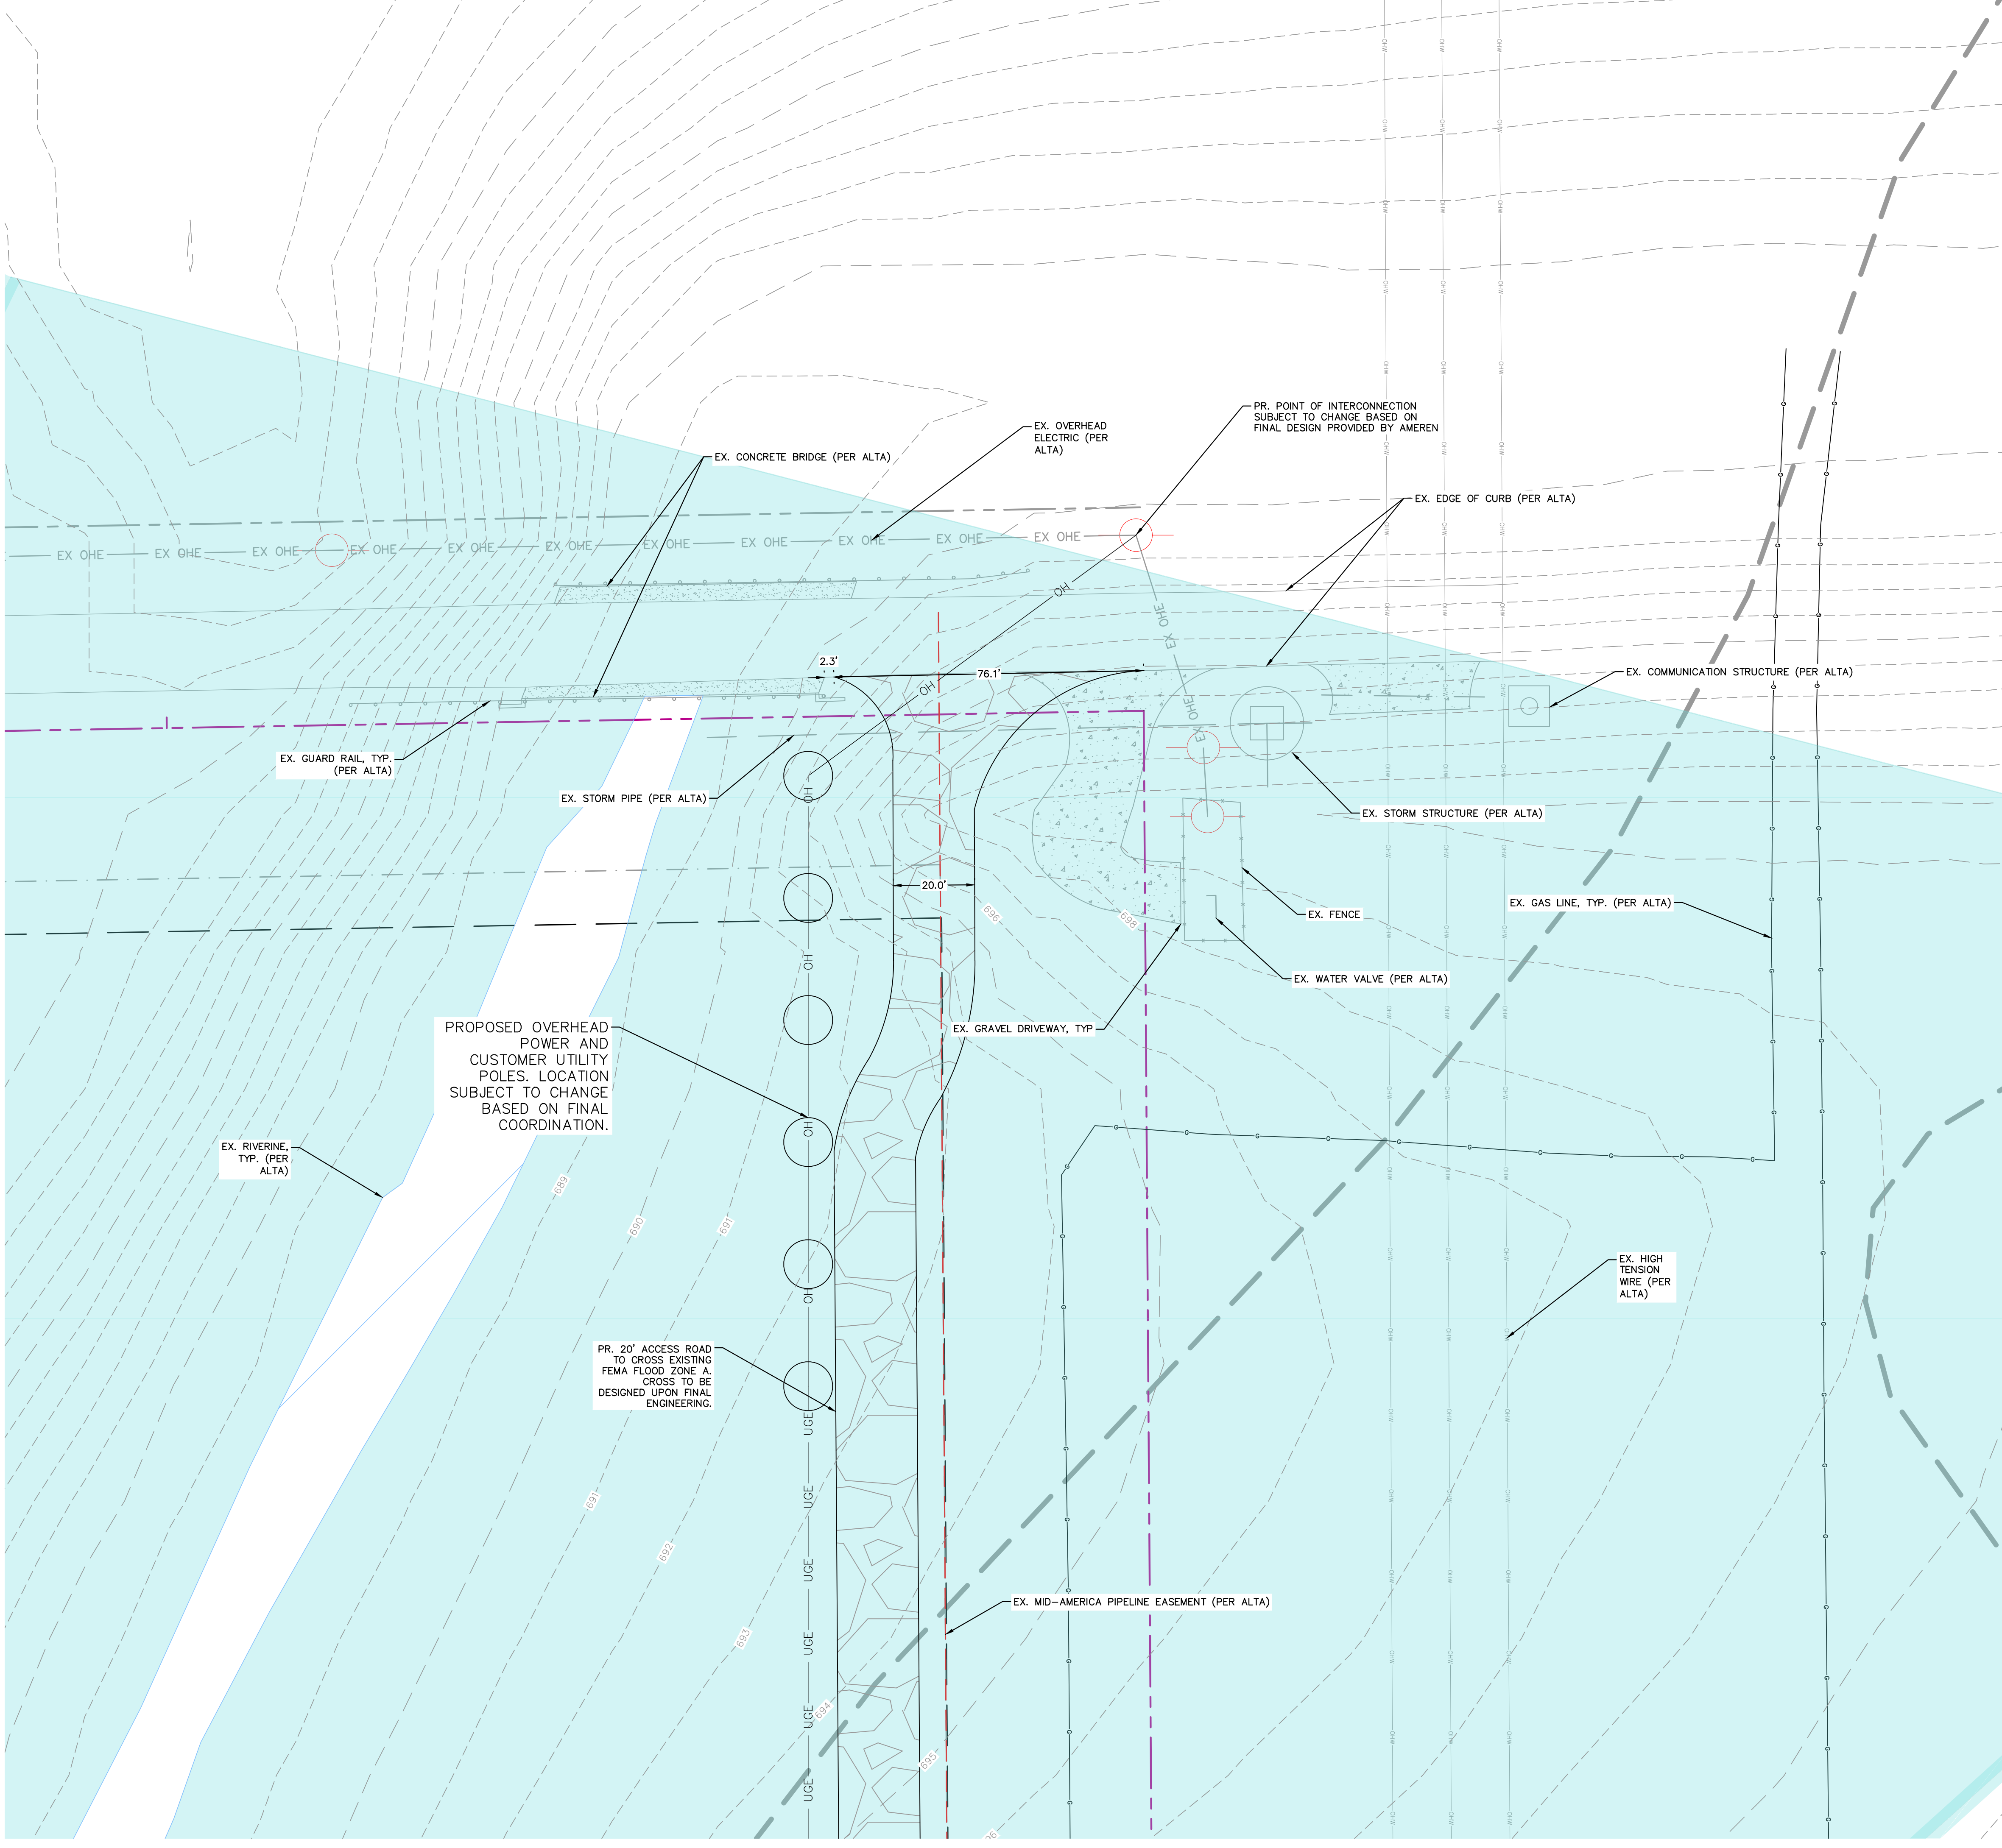 PR. POINT OF INTERCONNECTION
SUBJECT TO CHANGE BASED ON
FINAL DESIGN PROVIDED BY AMEREN
EX. OVERHEAD
ELECTRIC (PER
ALTA)
EX. CONCRETE BRIDGE (PER ALTA)
EX. EDGE OF CURB (PER ALTA)
EX OHE EX OHE EX OHE EX OHE EX OHE EX OHE EX OHE EX OHE EX OHE EX OHE EX OHE
OH
EX OHE
2.3'
76.1'
EX. COMMUNICATION STRUCTURE (PER ALTA)
OH
EX OHE
EX. GUARD RAIL, TYP.
(PER ALTA)
EX. STORM PIPE (PER ALTA)
OH
EX. STORM STRUCTURE (PER ALTA)
20.0'
EX. GAS LINE, TYP. (PER ALTA)
696
698
EX. FENCE
OH
EX. WATER VALVE (PER ALTA)
PROPOSED OVERHEAD
POWER AND
CUSTOMER UTILITY
POLES. LOCATION
SUBJECT TO CHANGE
BASED ON FINAL
COORDINATION.
EX. GRAVEL DRIVEWAY, TYP
OH
EX. RIVERINE,
TYP. (PER
ALTA)
689
690
691
EX. HIGH
TENSION
WIRE (PER
ALTA)
OH
PR. 20' ACCESS ROAD
TO CROSS EXISTING
FEMA FLOOD ZONE A.
CROSS TO BE
DESIGNED UPON FINAL
ENGINEERING.
UGE
691
UGE
692
UGE
EX. MID-AMERICA PIPELINE EASEMENT (PER ALTA)
693
UGE
694
UGE
695
UGE